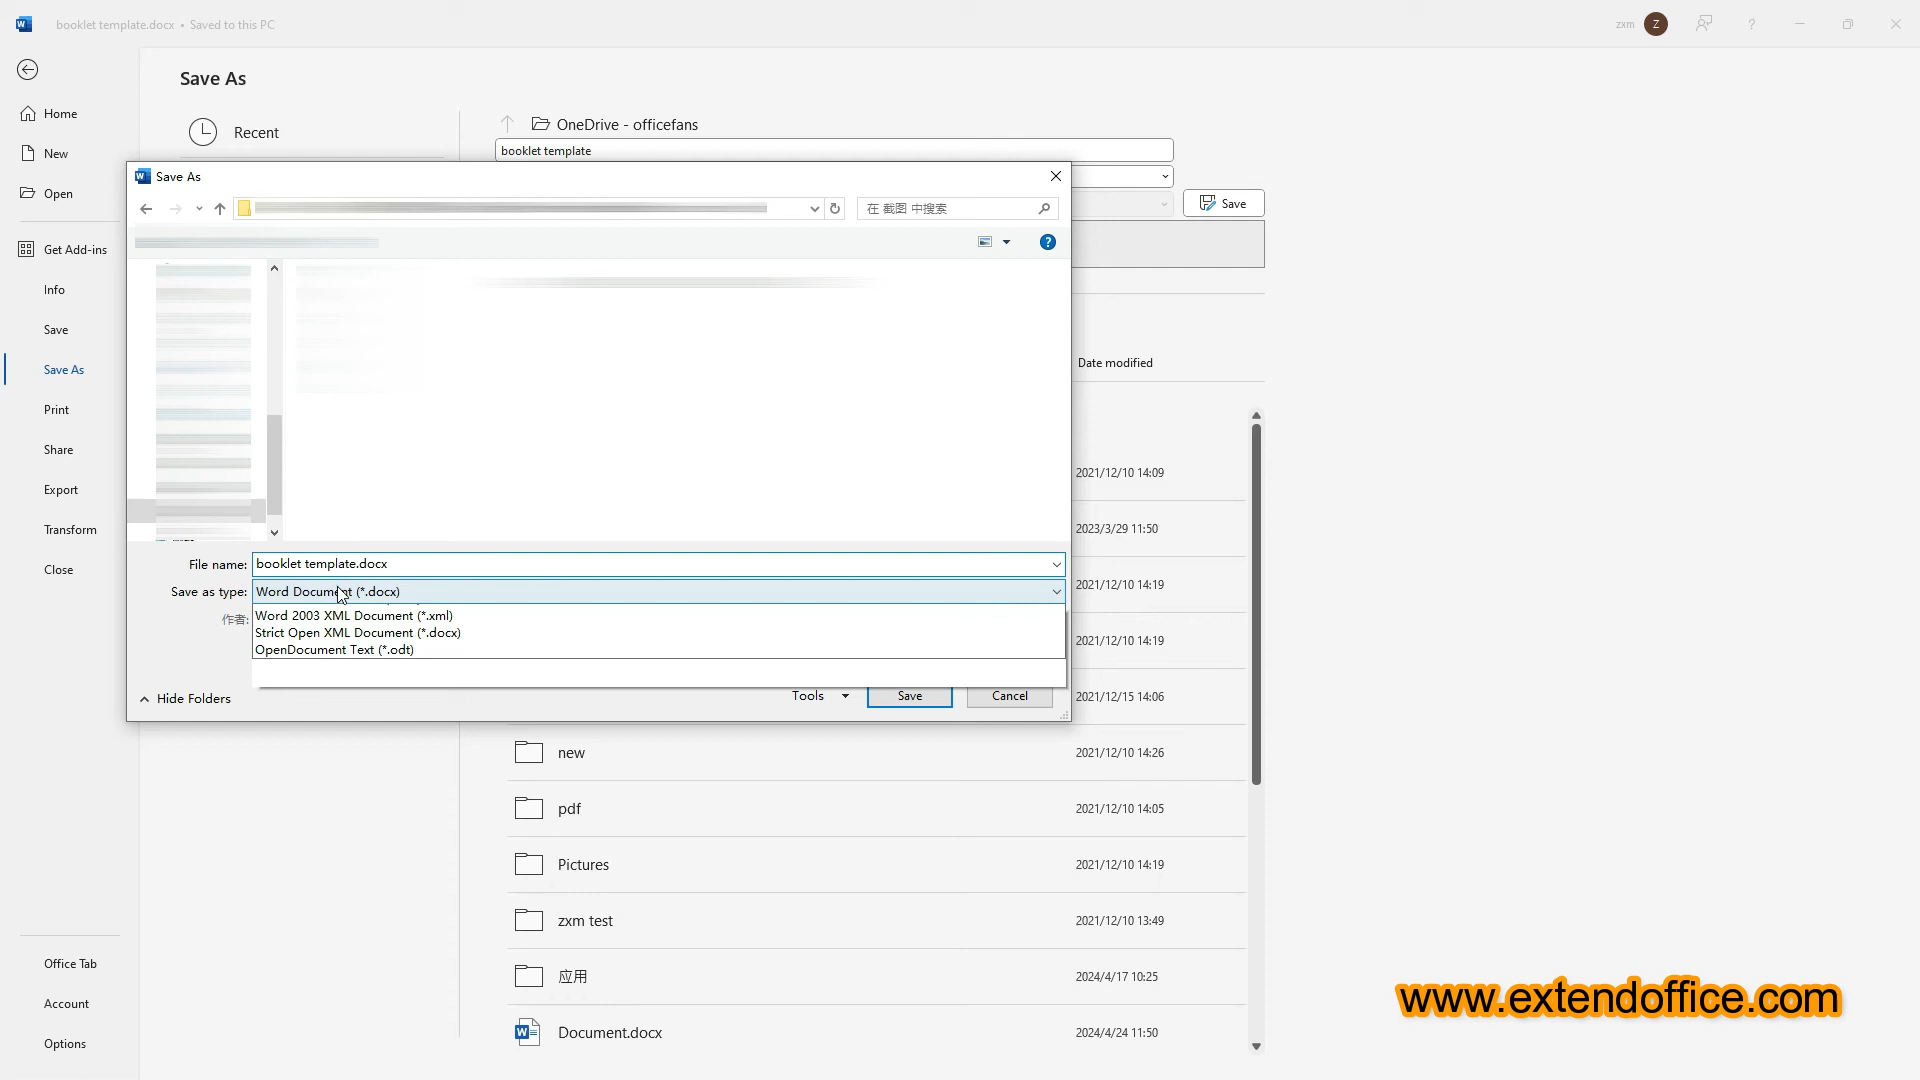 booklet template.docx • Saved to this PC
zxm
Z
?
Save As
Home
New
Open
Get Add-ins
Info
Save
Save As
Print
Share
Export
Transform
Close
Office Tab
Account
Options
Recent
OneDrive - officefans
booklet template
Save
Save As
在 截图 中搜索
?
File name: booklet template.docx
Save as type: Word Document (*.docx)
作者:
Word 2003 XML Document (*.xml)
Strict Open XML Document (*.docx)
OpenDocument Text (*.odt)
Hide Folders
Tools
Save
Cancel
Date modified
2021/12/10 14:09
2023/3/29 11:50
2021/12/10 14:19
2021/12/10 14:19
2021/12/15 14:06
new 2021/12/10 14:26
pdf 2021/12/10 14:05
Pictures 2021/12/10 14:19
zxm test 2021/12/10 13:49
应用 2024/4/17 10:25
Document.docx 2024/4/24 11:50
www.extendoffice.com